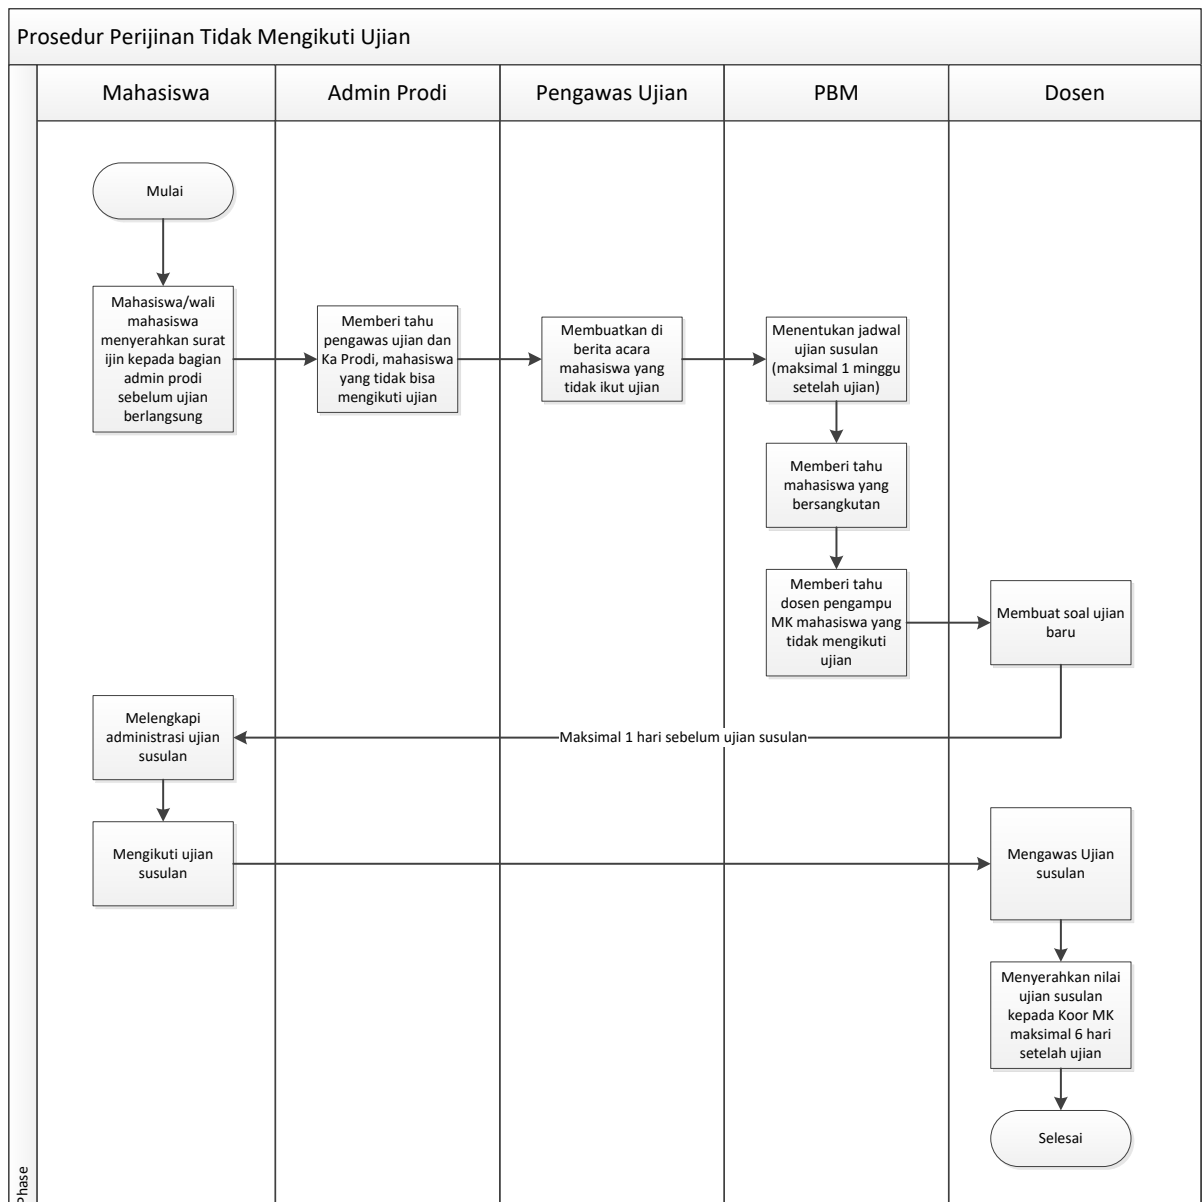 Prosedur Perijinan Tidak Mengikuti Ujian
Mahasiswa
Admin Prodi
Pengawas Ujian
PBM
Dosen
Mulai
Mahasiswa/wali
mahasiswa
menyerahkan surat
ijin kepada bagian
admin prodi
sebelum ujian
berlangsung
Memberi tahu
pengawas ujian dan
Ka Prodi, mahasiswa
yang tidak bisa
mengikuti ujian
Membuatkan di
berita acara
mahasiswa yang
tidak ikut ujian
Menentukan jadwal
ujian susulan
(maksimal 1 minggu
setelah ujian)
Memberi tahu
mahasiswa yang
bersangkutan
Memberi tahu
dosen pengampu
MK mahasiswa yang
tidak mengikuti
ujian
Membuat soal ujian
baru
Maksimal 1 hari sebelum ujian susulan
Melengkapi
administrasi ujian
susulan
Mengikuti ujian
susulan
Mengawas Ujian
susulan
Menyerahkan nilai
ujian susulan
kepada Koor MK
maksimal 6 hari
setelah ujian
Selesai
Phase